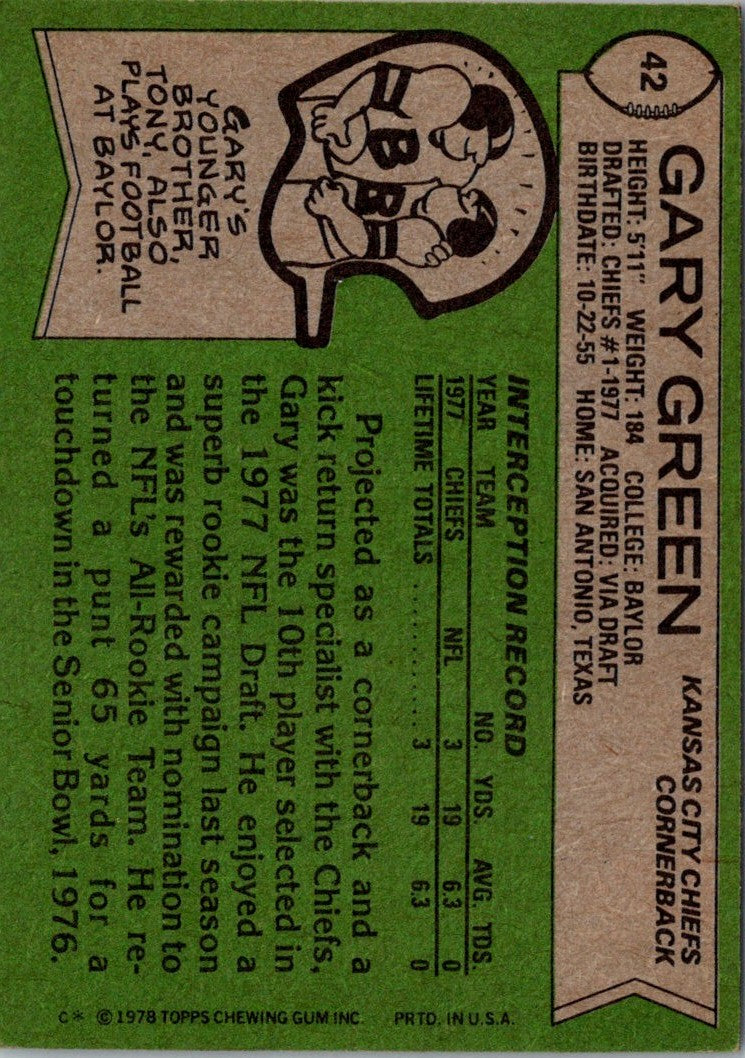 42
GARY GREEN
KANSAS CITY CHIEFS
CORNERBACK
HEIGHT: 5'11" WEIGHT: 184 COLLEGE: BAYLOR
DRAFTED: CHIEFS #1-1977 ACQUIRED: VIA DRAFT
BIRTHDATE: 10-22-55 HOME: SAN ANTONIO, TEXAS
B
B
GARY'S
YOUNGER
BROTHER,
TONY, ALSO
PLAYS FOOTBALL
AT BAYLOR.
INTERCEPTION RECORD
YEAR TEAM NO. YDS. AVG. TDS.
1977 CHIEFS NFL 3 19 6.3 0
LIFETIME TOTALS .............. 3 19 6.3 0
Projected as a cornerback and a
kick return specialist with the Chiefs,
Gary was the 10th player selected in
the 1977 NFL Draft. He enjoyed a
superb rookie campaign last season
and was rewarded with nomination to
the NFL's All-Rookie Team. He re-
turned a punt 65 yards for a
touchdown in the Senior Bowl, 1976.
C* © 1978 TOPPS CHEWING GUM INC. PRTD. IN U.S.A.